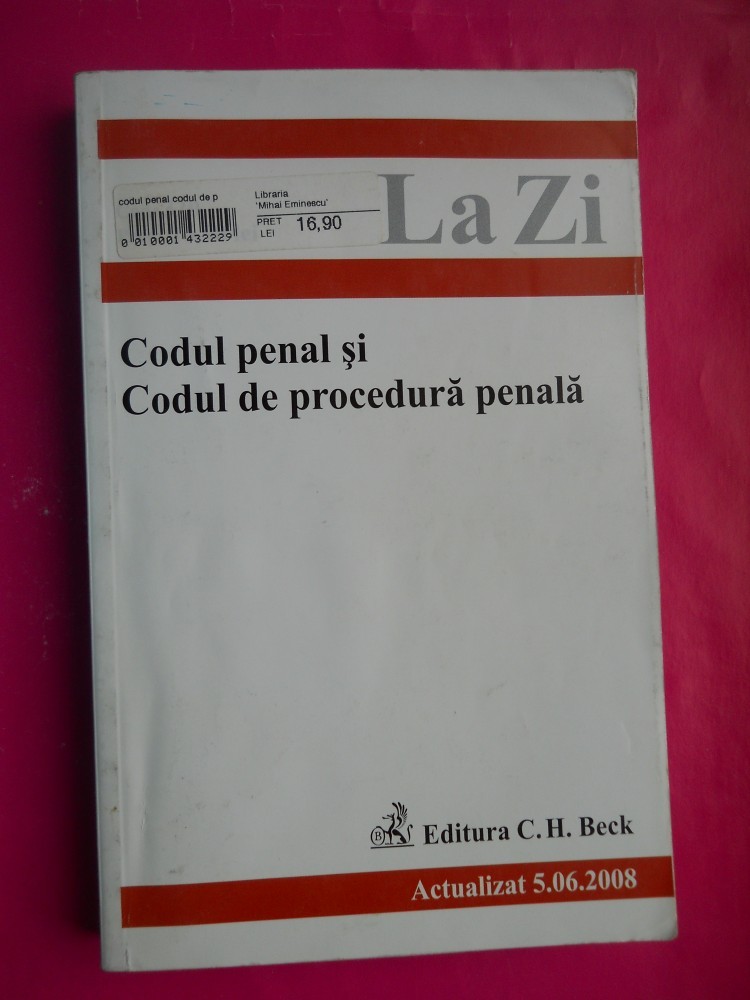 codul penal codul de p
Libraria
'Mihai Eminescu'
PRET
LEI
16,90
0 010001 432229
La Zi
Codul penal şi
Codul de procedură penală
B
Editura C.H. Beck
Actualizat 5.06.2008